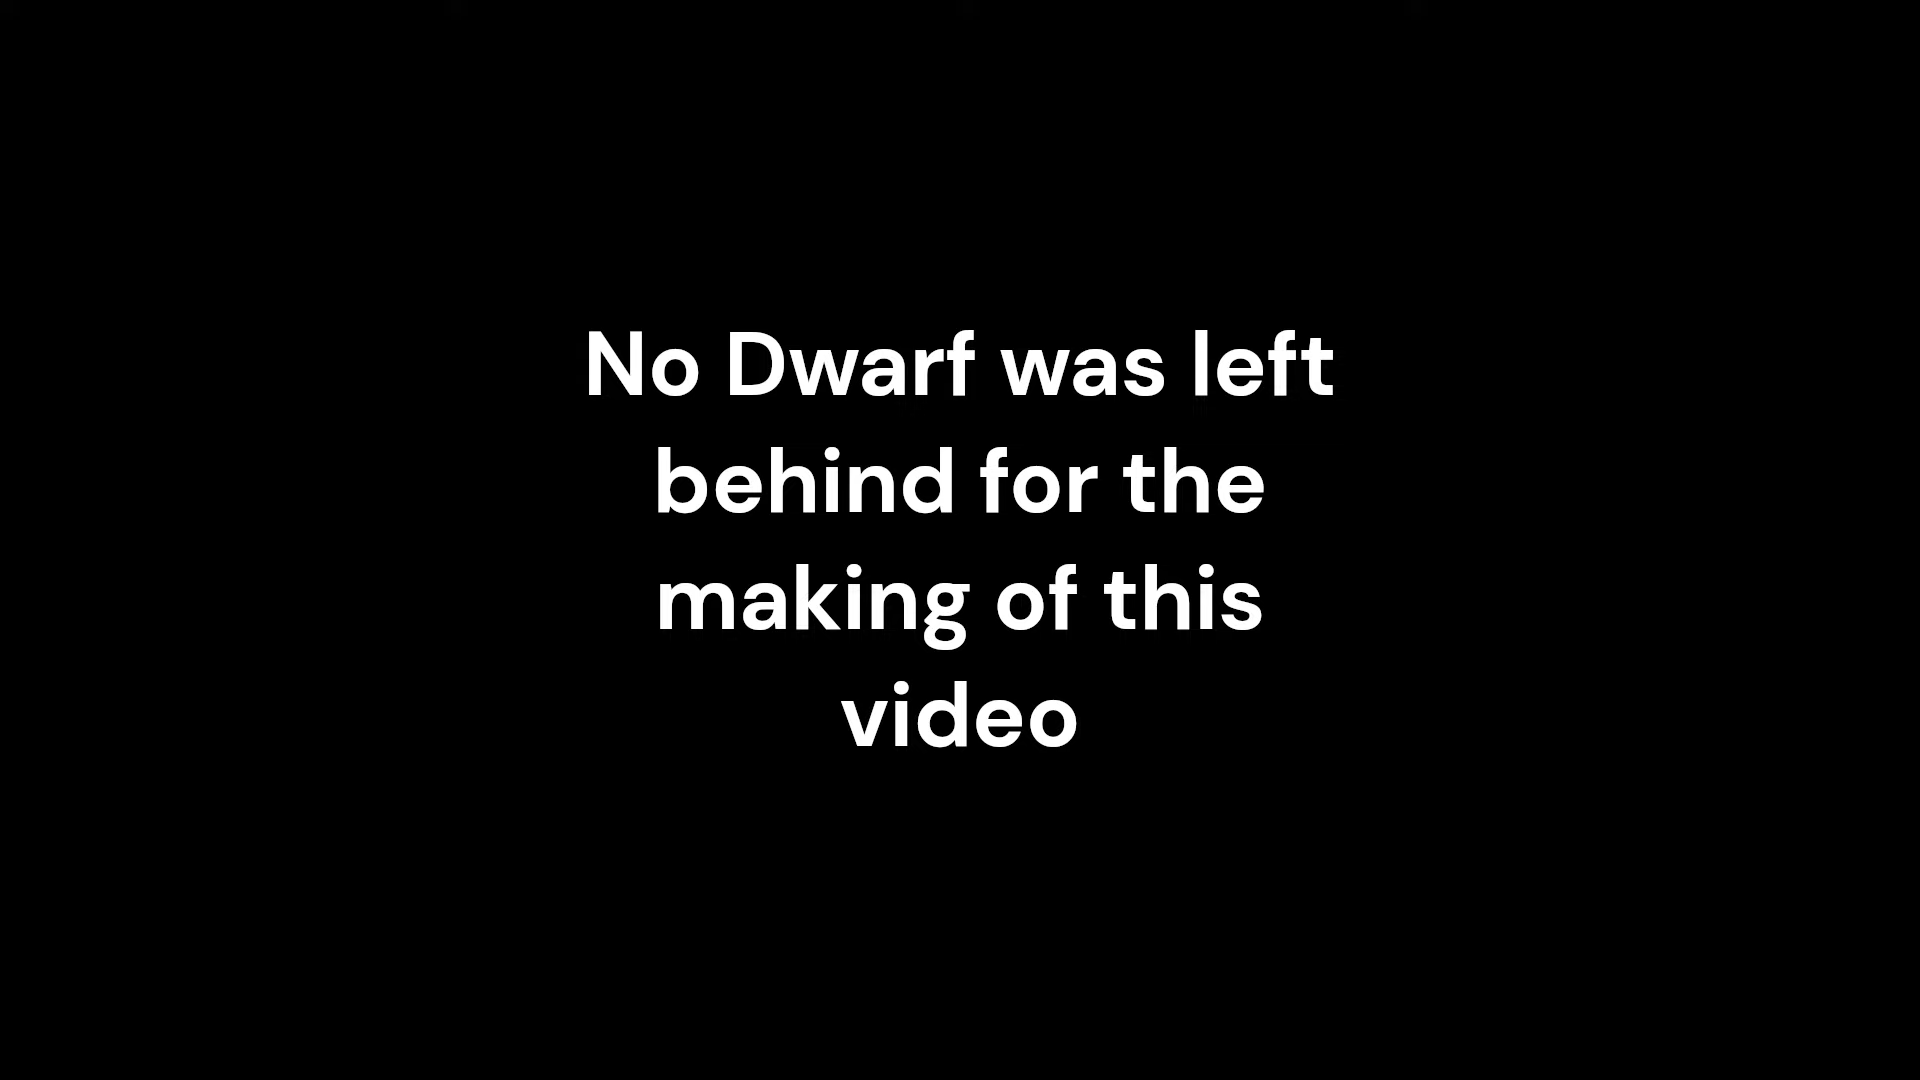 No Dwarf was left
behind for the
making of this
video